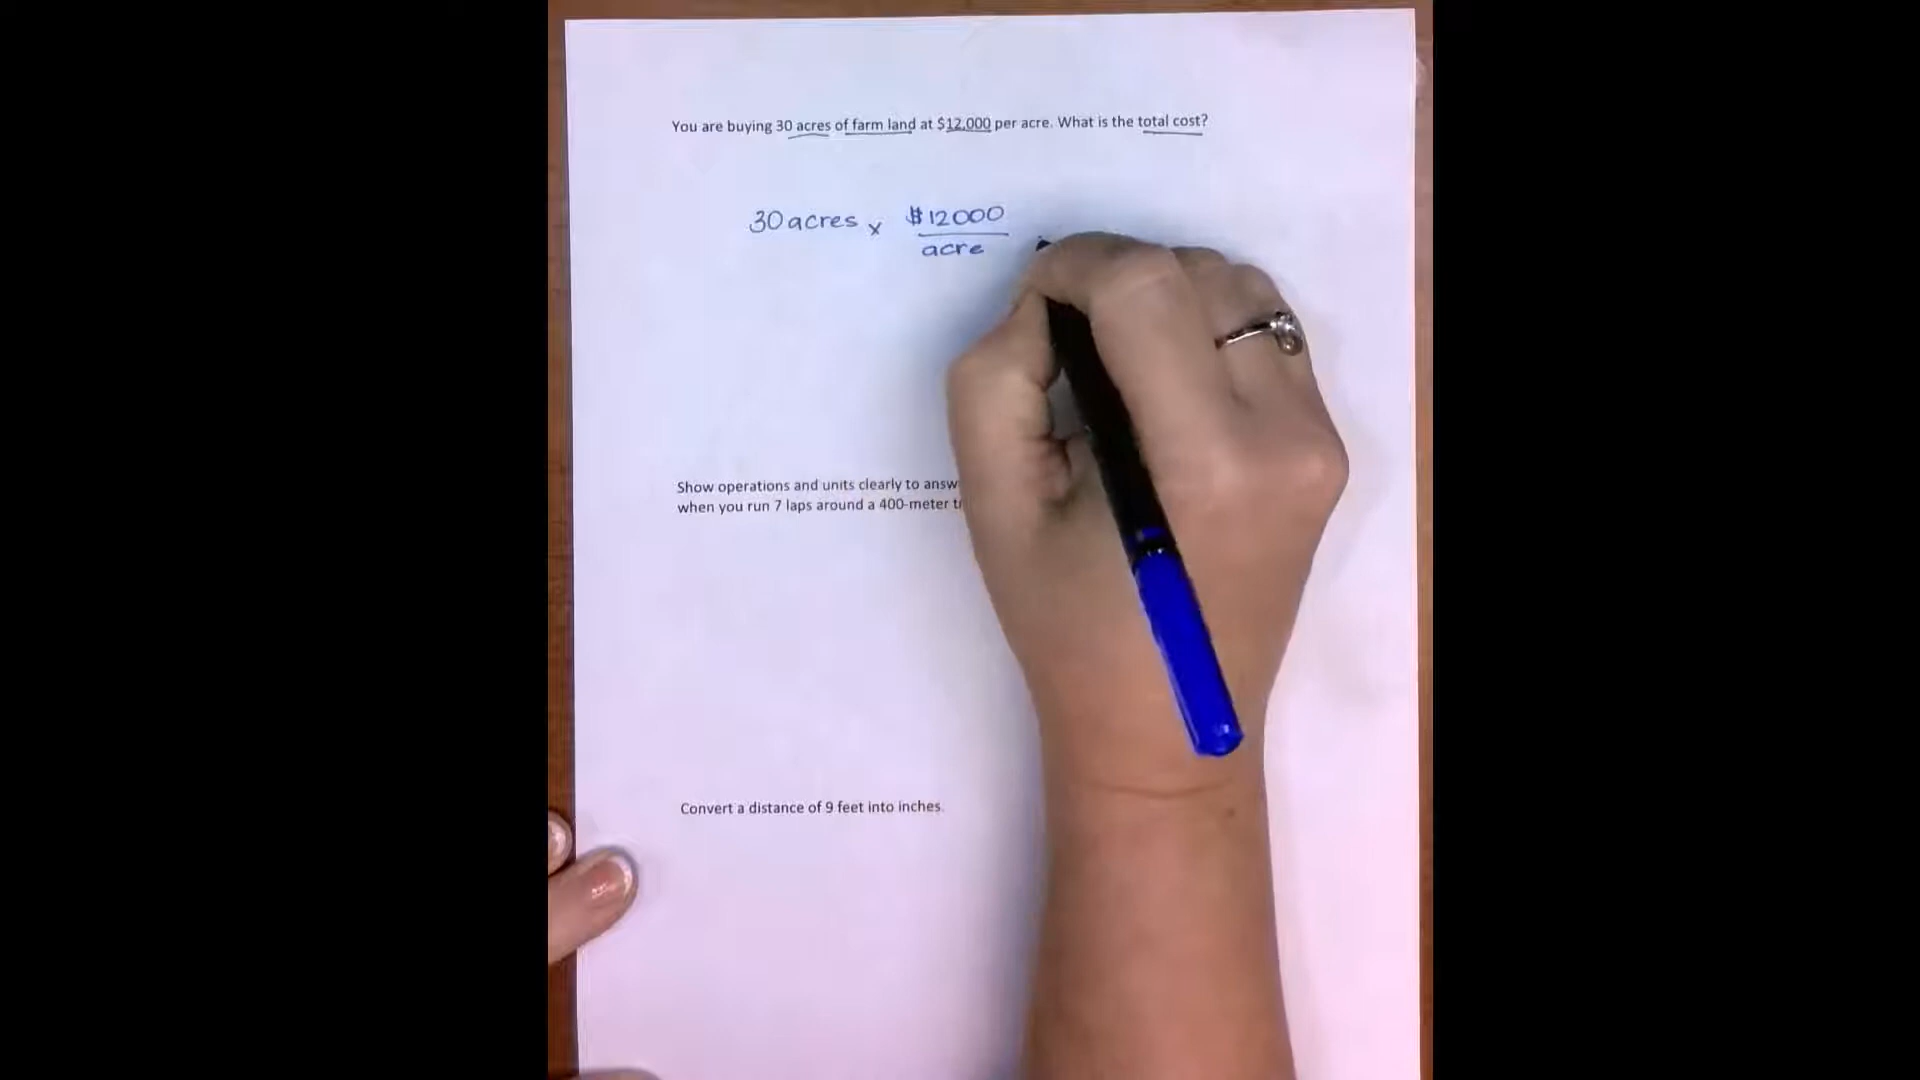 You are buying 30 acres of farm land at $12,000 per acre. What is the total cost?
30 acres x $12000
acre
Show operations and units clearly to answ
when you run 7 laps around a 400-meter
Convert a distance of 9 feet into inches.